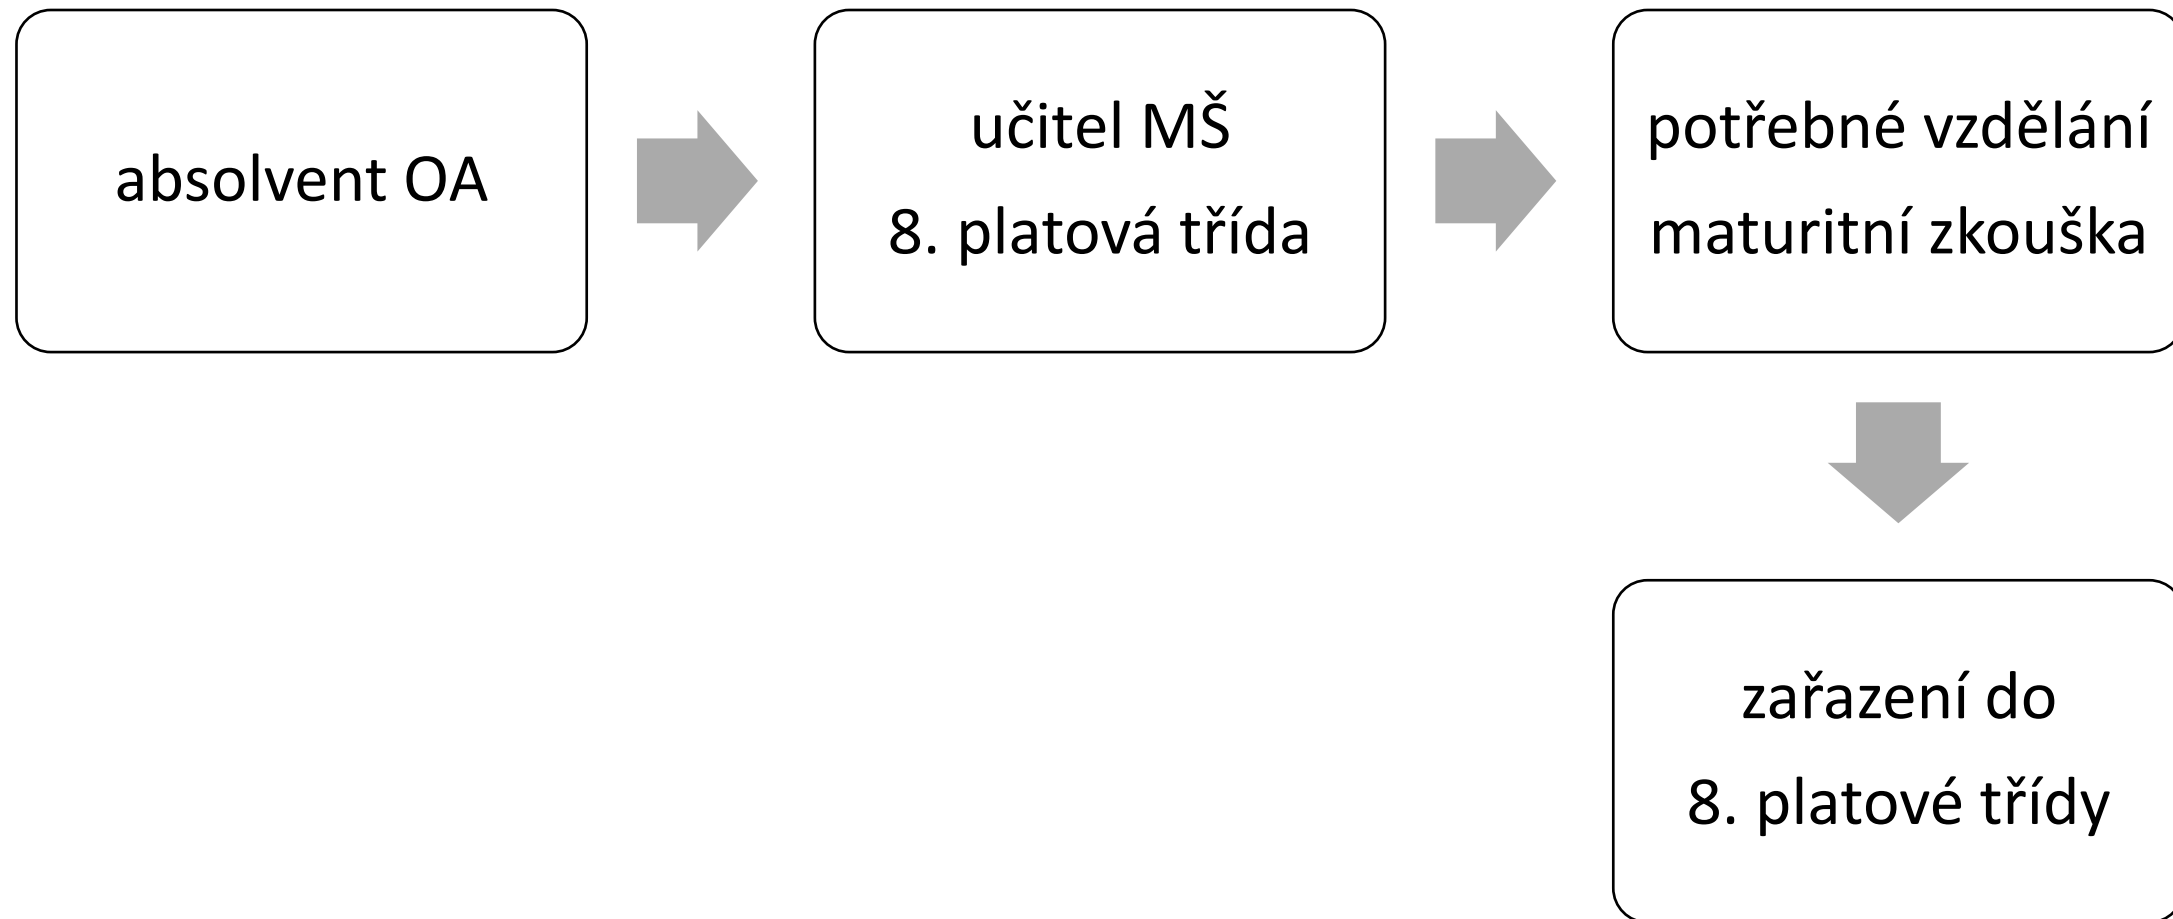 absolvent OA
učitel MŠ
8. platová třída
potřebné vzdělání
maturitní zkouška
zařazení do
8. platové třídy